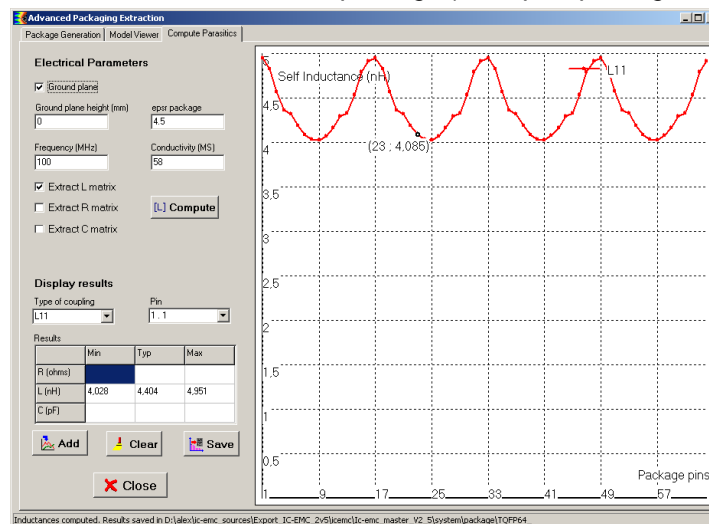 Advanced Packaging Extraction
Package Generation Model Viewer Compute Parasitics
Electrical Parameters
Ground plane
Ground plane height (mm) epsr package
0 4.5
Frequency (MHz) Conductivity (MS)
100 58
Extract L matrix
Extract R matrix [L] Compute
Extract C matrix
Display results
Type of coupling Pin
L11 1 . 1
Results
Min Typ Max
R (ohms)
L (nH) 4,028 4,404 4,951
C (pF)
Add Clear Save
Close
5
Self Inductance (nH) L11
4,5
4
(23 ; 4,085)
3,5
3
2,5
2
1,5
1
0,5
Package pins
1 9 17 25 33 41 49 57
Inductances computed. Results saved in D:\alex\ic-emc_sources\Export_IC-EMC_2v5\icemc\Ic-emc_master_V2_5\system\package\TQFP64